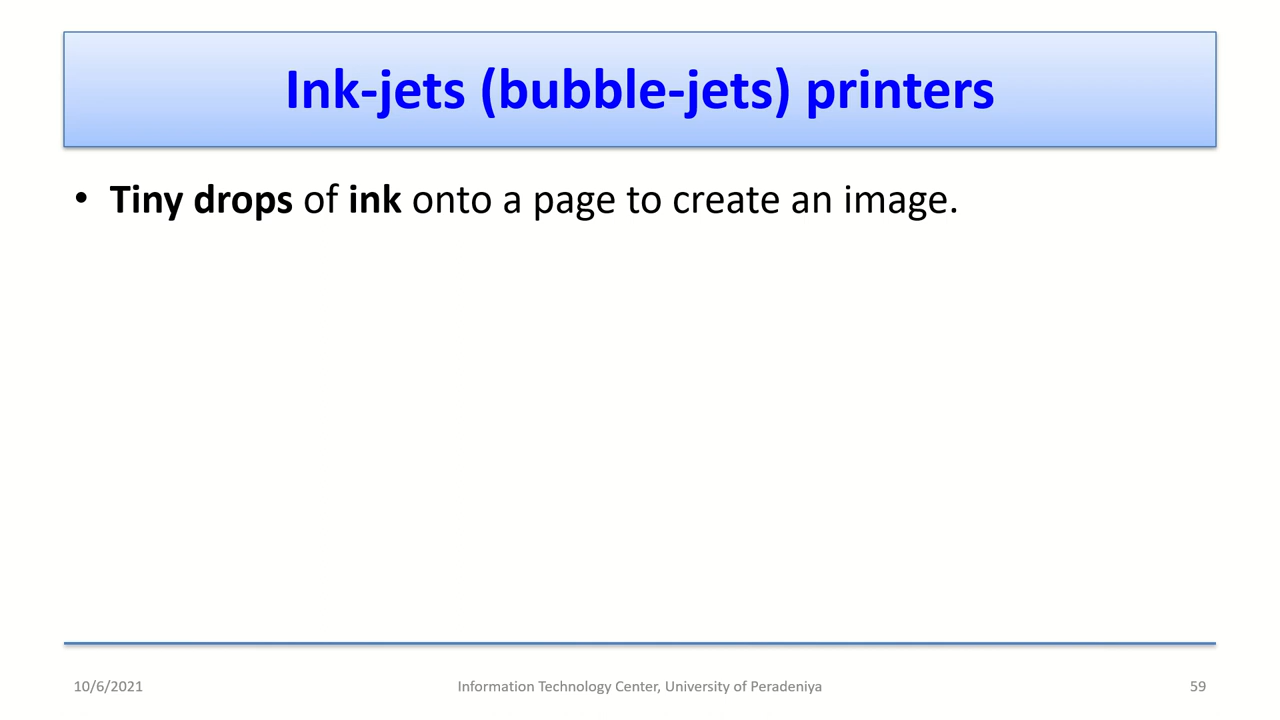 Ink-jets (bubble-jets) printers
• Tiny drops of ink onto a page to create an image.
10/6/2021
Information Technology Center, University of Peradeniya
59